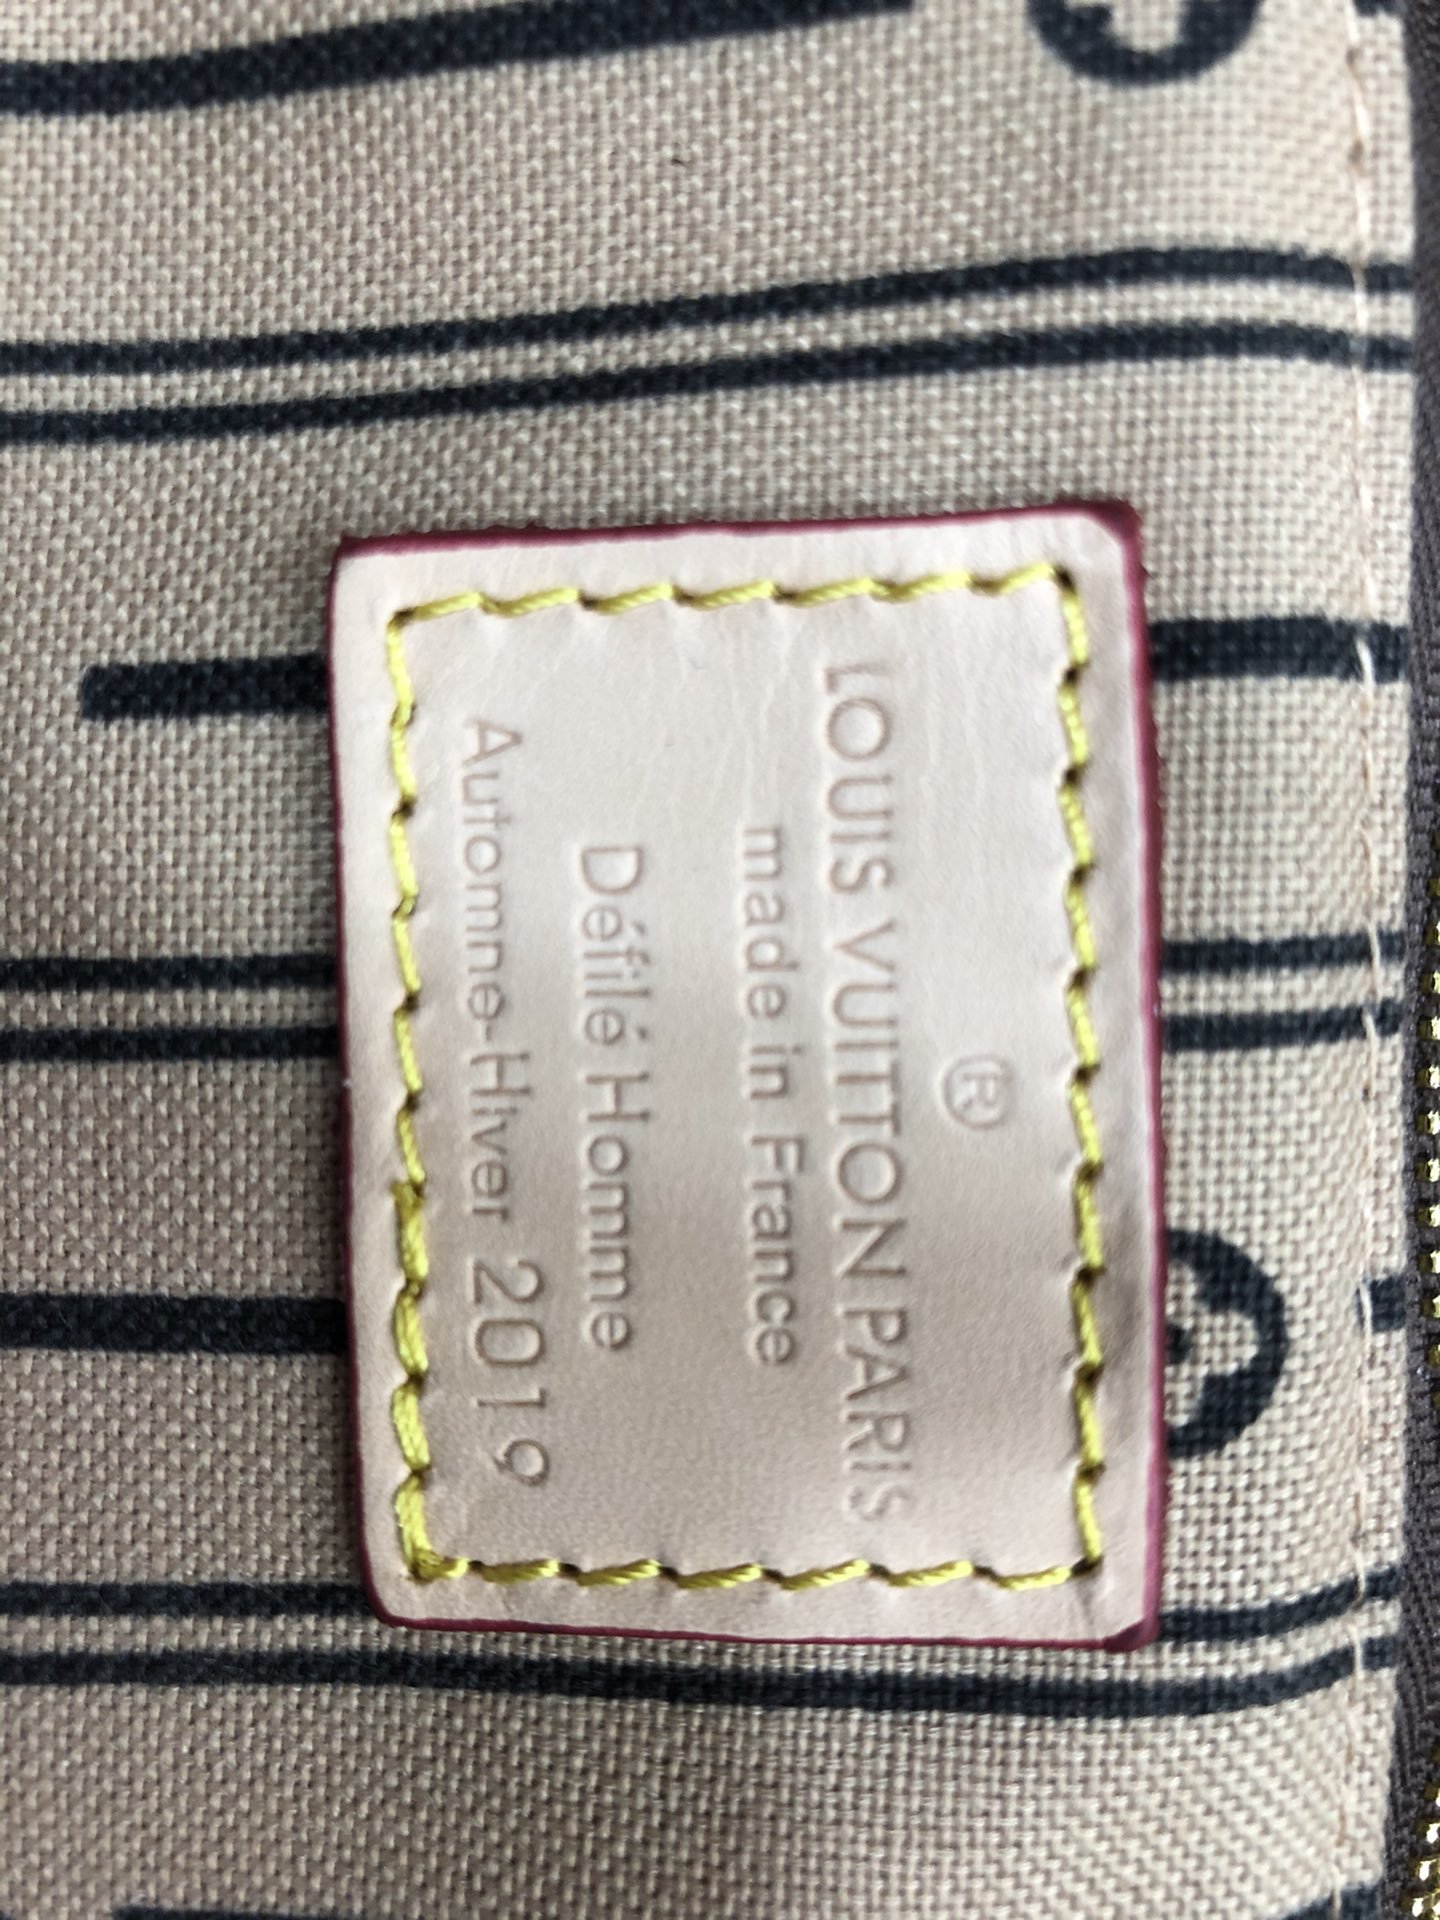 ®
LOUIS VUITTON PARIS
made in France
Défilé Homme
Automne-Hiver 2019